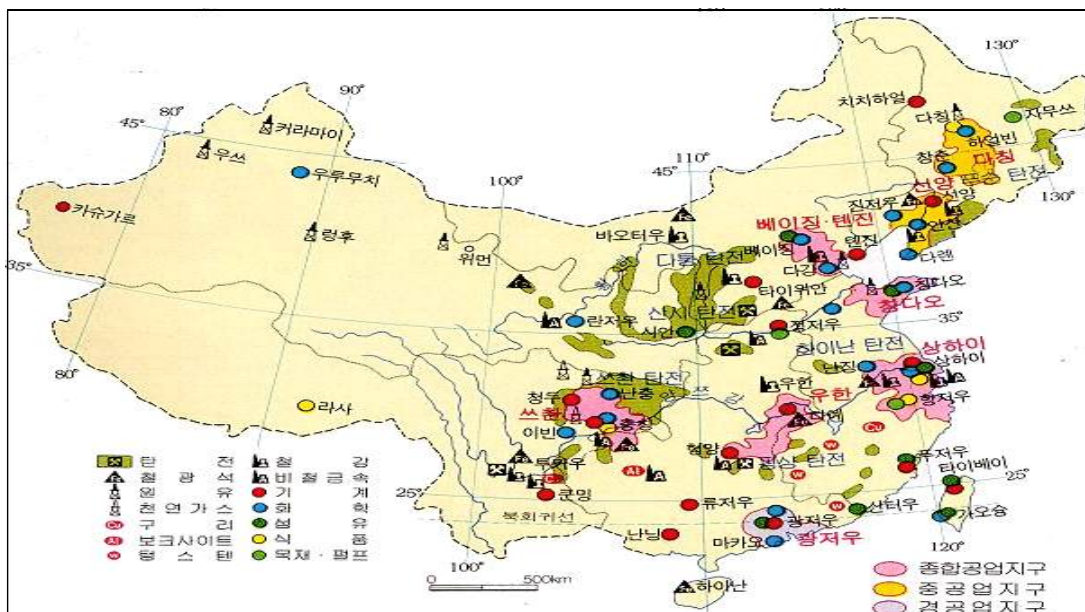 130°
90°
80°
45°
치치하얼
다칭
자무쓰
커라마이
하얼빈
우쓰
110°
창춘
다칭
우루무치
100°
선양
푸순 탄전
카슈가르
진저우
선양
130°
베이징·톈진
안산
렁후
바오터우
베이징
톈진
위먼
다퉁 탄전
다롄
35°
다강
타이위안
칭다오
칭다오
산시 탄전
란저우
시안
정저우
35°
화이난 탄전
상하이
80°
난징
상하이
쓰촨 탄전
우한
청두
난충
우한
항저우
라사
쓰촨
다예
이빈
충칭
헝양
핑샹 탄전
탄전
철강
푸저우
철광석
비철금속
타이베이
원유
기계
25°
25°
천연가스
화학
쿤밍
류저우
구리
섬유
북회귀선
산터우
가오슝
보크사이트
식품
난닝
광저우
텅스텐
목재·펄프
마카오
광저우
120°
100°
0
500km
종합공업지구
하이난
중공업지구
경공업지구
Fe
Cu
Al
W